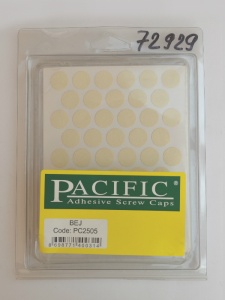 72929
PACIFIC®
Adhesive Screw Caps
BEJ
Code: PC2505